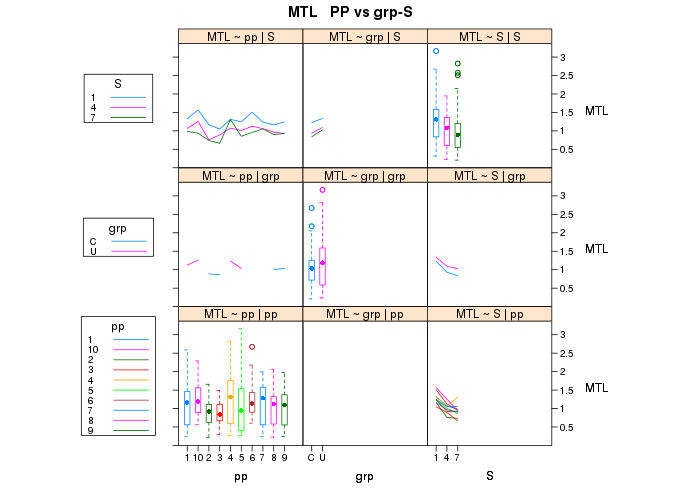 MTL   PP vs grp-S
MTL ~ pp | S
MTL ~ grp | S
MTL ~ S | S
S
1
4
7
3
2.5
2
1.5
1
0.5
MTL
MTL ~ pp | grp
MTL ~ grp | grp
MTL ~ S | grp
grp
C
U
3
2.5
2
1.5
1
0.5
MTL
MTL ~ pp | pp
MTL ~ grp | pp
MTL ~ S | pp
pp
1
10
2
3
4
5
6
7
8
9
3
2.5
2
1.5
1
0.5
MTL
1 10 2 3 4 5 6 7 8 9
C U
1 4 7
pp
grp
S